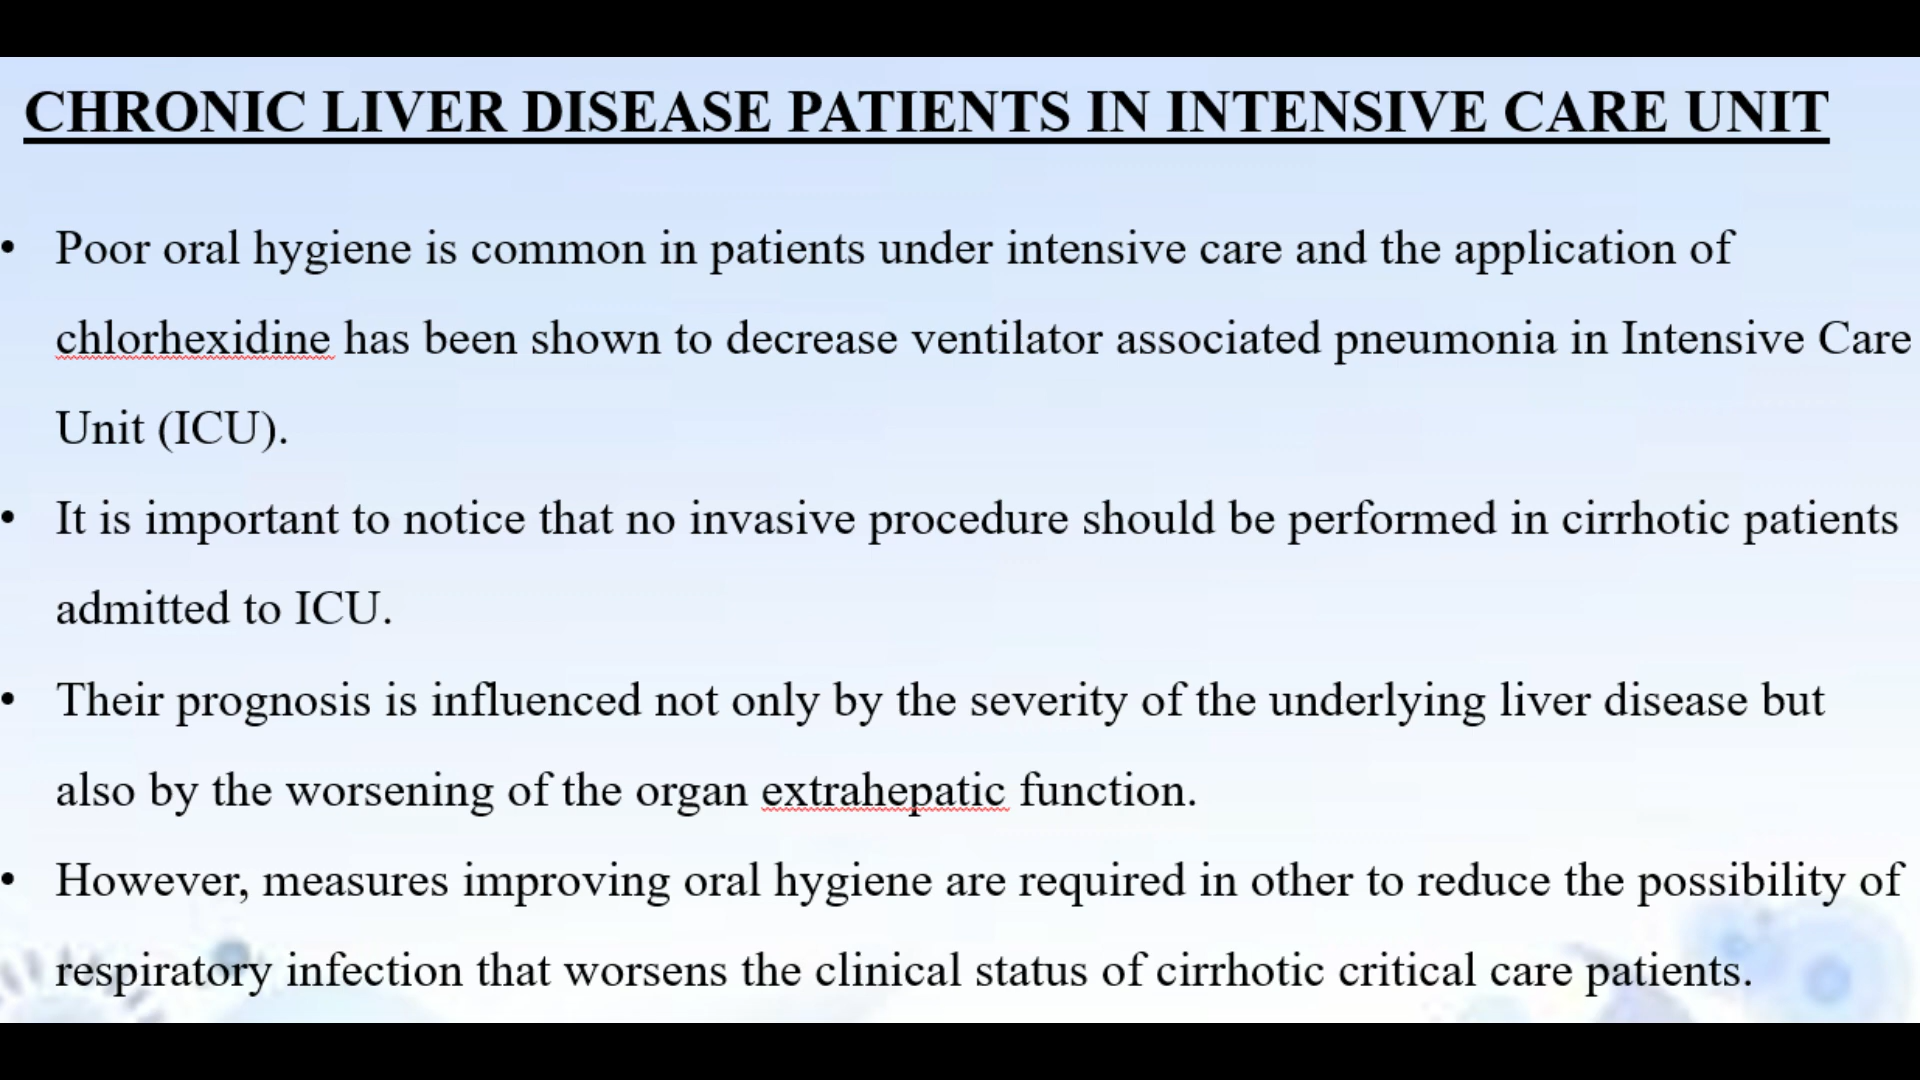 CHRONIC LIVER DISEASE PATIENTS IN INTENSIVE CARE UNIT
• Poor oral hygiene is common in patients under intensive care and the application of
chlorhexidine has been shown to decrease ventilator associated pneumonia in Intensive Care
Unit (ICU).
• It is important to notice that no invasive procedure should be performed in cirrhotic patients
admitted to ICU.
• Their prognosis is influenced not only by the severity of the underlying liver disease but
also by the worsening of the organ extrahepatic function.
• However, measures improving oral hygiene are required in other to reduce the possibility of
respiratory infection that worsens the clinical status of cirrhotic critical care patients.